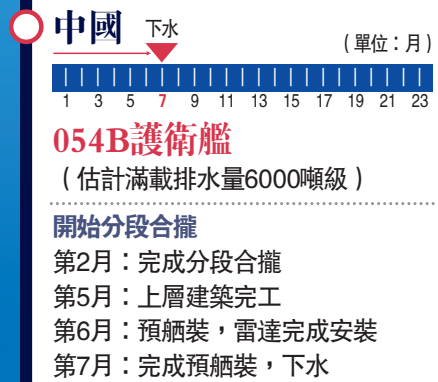 中國 下水 （單位：月）
1 3 5 7 9 11 13 15 17 19 21 23
054B護衛艦
（估計滿載排水量6000噸級）
開始分段合攏
第2月：完成分段合攏
第5月：上層建築完工
第6月：預舾裝，雷達完成安裝
第7月：完成預舾裝，下水